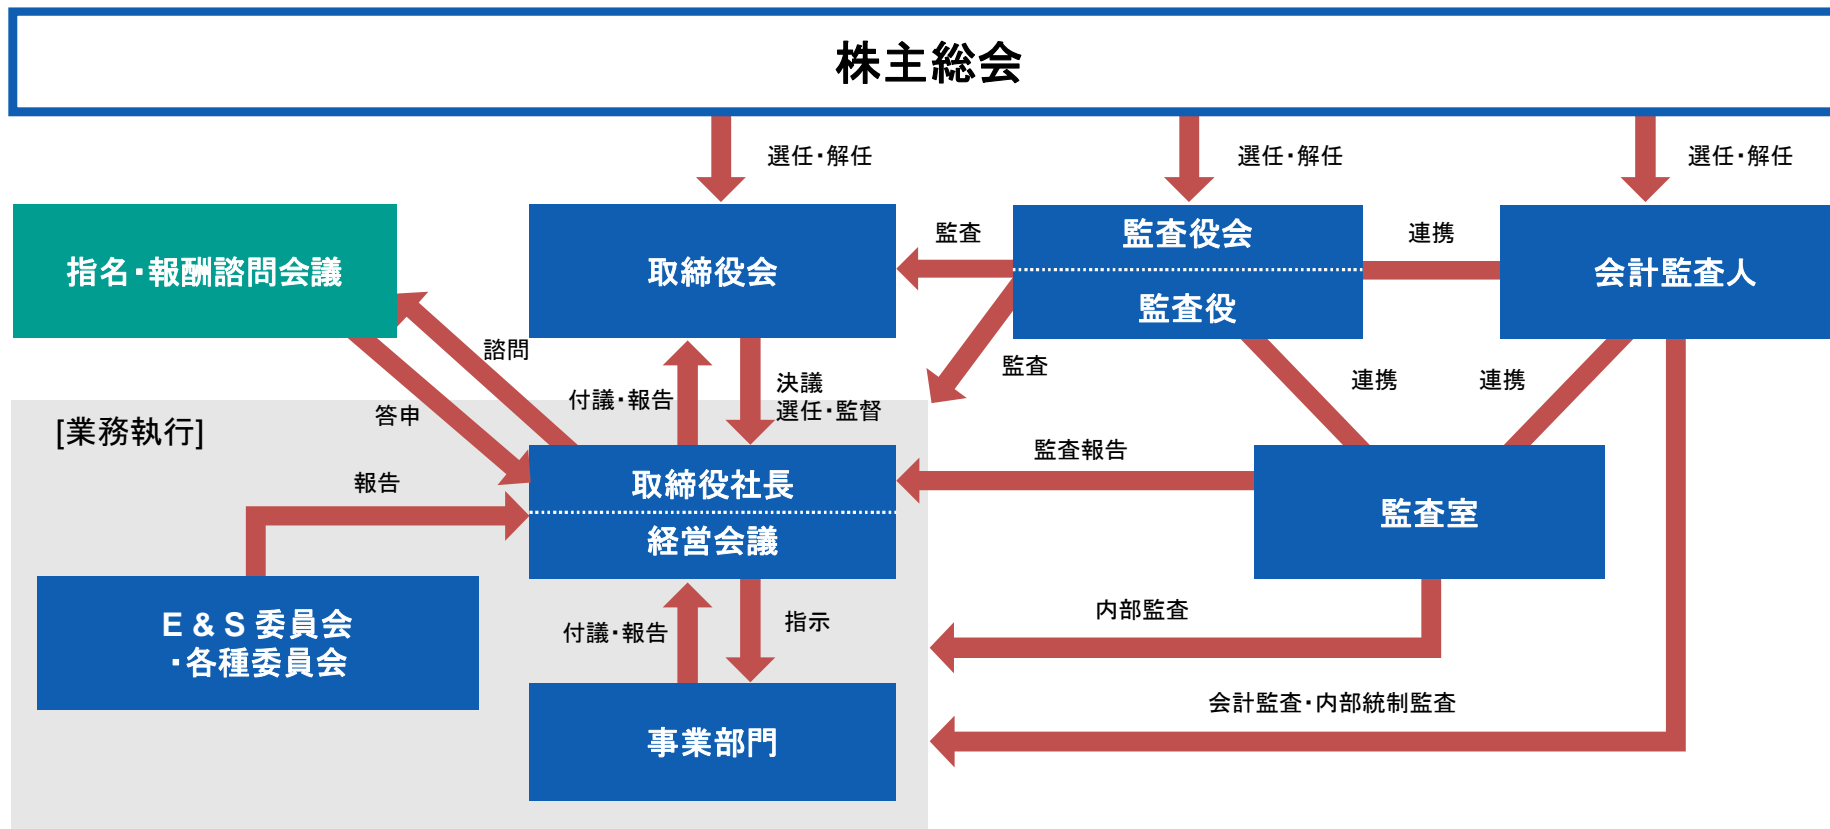 株主総会
選任・解任
選任・解任
選任・解任
指名・報酬諮問会議
取締役会
監査
監査役会
監査役
連携
会計監査人
諮問
答申
付議・報告
決議
選任・監督
監査
連携
連携
[業務執行]
報告
取締役社長
経営会議
監査報告
監査室
E & S 委員会
・各種委員会
付議・報告
指示
内部監査
事業部門
会計監査・内部統制監査